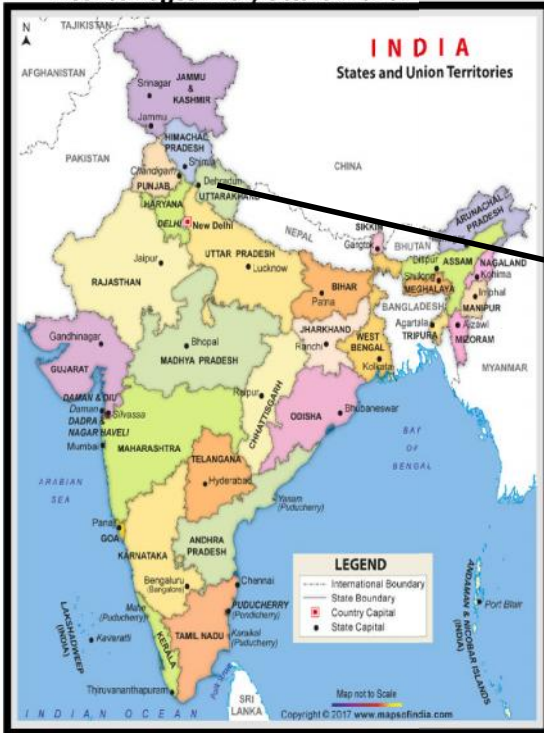 N
TAJIKISTAN
AFGHANISTAN
INDIA
States and Union Territories
JAMMU
&
KASHMIR
Srinagar
Jammu
HIMACHAL
PRADESH
Shimla
PAKISTAN
Chandigarh
PUNJAB
Dehradun
UTTARAKHAND
CHINA
HARYANA
DELHI
New Delhi
NEPAL
SIKKIM
Gangtok
BHUTAN
ARUNACHAL
PRADESH
Dispur
ASSAM
NAGALAND
Kohima
Shillong
MEGHALAYA
Imphal
MANIPUR
BANGLADESH
Agartala
TRIPURA
Aizawl
MIZORAM
MYANMAR
Jaipur
RAJASTHAN
UTTAR PRADESH
Lucknow
BIHAR
Patna
JHARKHAND
Ranchi
WEST
BENGAL
Kolkata
Gandhinagar
GUJARAT
Bhopal
MADHYA PRADESH
Raipur
CHHATTISGARH
ODISHA
Bhubaneswar
DAMAN & DIU
Daman
DADRA &
NAGAR HAVELI
Silvassa
Mumbai
MAHARASHTRA
TELANGANA
Hyderabad
BAY
OF
BENGAL
ARABIAN
SEA
Yanam
(Puducherry)
Panaji
GOA
KARNATAKA
ANDHRA
PRADESH
Bengaluru
(Bangalore)
Chennai
Mahe
(Puducherry)
PUDUCHERRY
(Pondicherry)
Karaikal
(Puducherry)
TAMIL NADU
KERALA
LAKSHADWEEP
(INDIA)
Kavaratti
Thiruvananthapuram
Palk Strait
SRI
LANKA
INDIAN OCEAN
LEGEND
International Boundary
State Boundary
Country Capital
State Capital
ANDAMAN & NICOBAR ISLANDS
(INDIA)
Port Blair
Map not to Scale
Copyright © 2017 www.mapsofindia.com